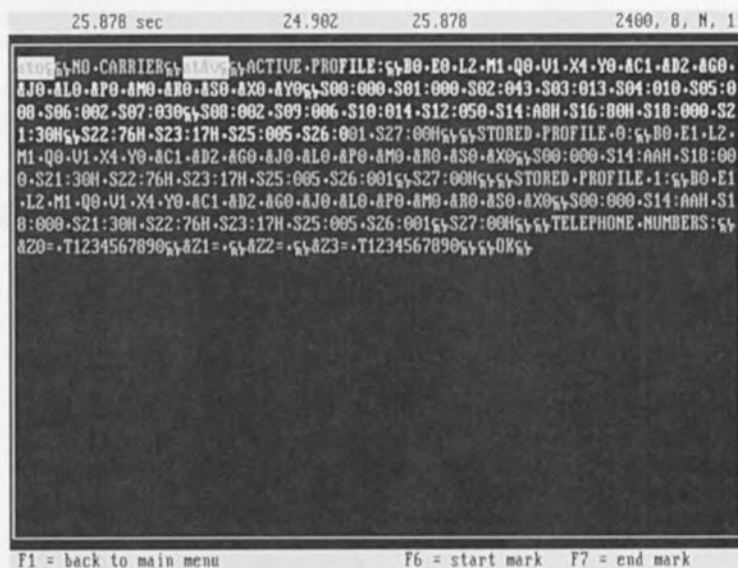 25.878 sec 24.902 25.878 2400, 8, N, 1
ato␍␍␊NO·CARRIER␍␊at&v␍␍␊ACTIVE·PROFILE:␍␊B0·E0·L2·M1·Q0·V1·X4·Y0·&C1·&D2·&G0·
&J0·&L0·&P0·&M0·&R0·&S0·&X0·&Y0␍␊S00:000·S01:000·S02:043·S03:013·S04:010·S05:0
08·S06:002·S07:030␍␊S08:002·S09:006·S10:014·S12:050·S14:A8H·S16:80H·S18:000·S2
1:30H␍␊S22:76H·S23:17H·S25:005·S26:001·S27:00H␍␊␍␊STORED·PROFILE·0:␍␊B0·E1·L2·
M1·Q0·V1·X4·Y0·&C1·&D2·&G0·&J0·&L0·&P0·&M0·&R0·&S0·&X0␍␊S00:000·S14:AAH·S18:00
0·S21:30H·S22:76H·S23:17H·S25:005·S26:001␍␊S27:00H␍␊␍␊STORED·PROFILE·1:␍␊B0·E1
·L2·M1·Q0·V1·X4·Y0·&C1·&D2·&G0·&J0·&L0·&P0·&M0·&R0·&S0·&X0␍␊S00:000·S14:AAH·S1
8:000·S21:30H·S22:76H·S23:17H·S25:005·S26:001␍␊S27:00H␍␊␍␊TELEPHONE·NUMBERS:␍␊
&Z0=·T1234567890␍␊&Z1=·␍␊&Z2=·␍␊&Z3=·T1234567890␍␊␍␊OK␍␊
F1 = back to main menu F6 = start mark F7 = end mark